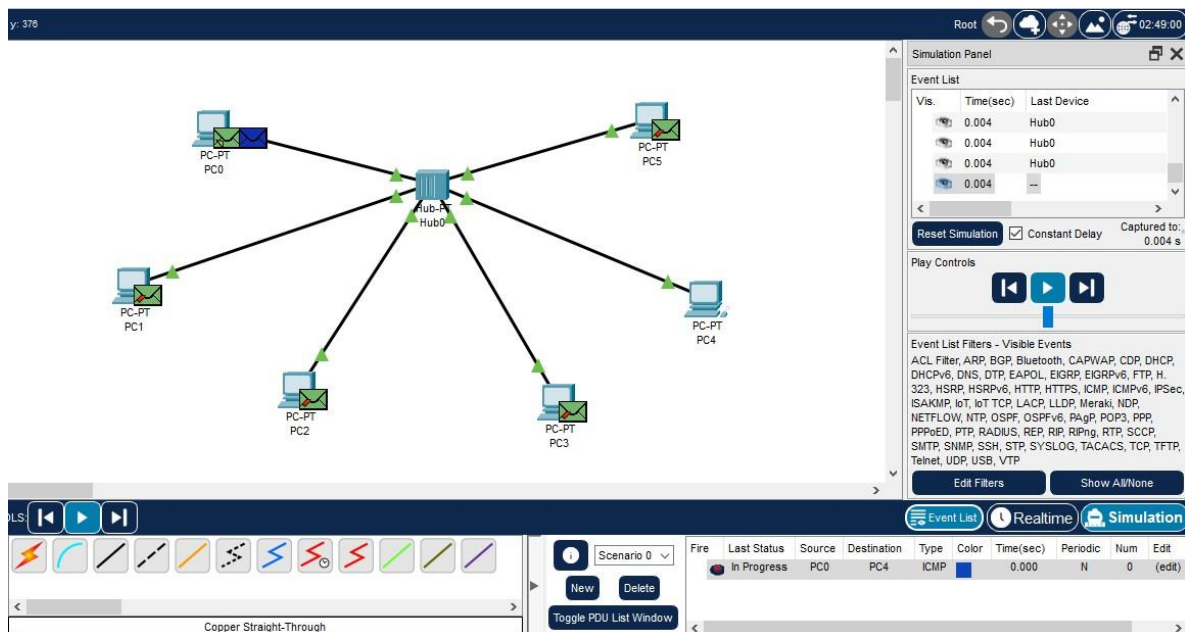 y: 376
Root
02:49:00
PC-PT
PC0
PC-PT
PC5
Hub-PT
Hub0
PC-PT
PC1
PC-PT
PC4
PC-PT
PC2
PC-PT
PC3
Simulation Panel
Event List
Vis. Time(sec) Last Device
0.004 Hub0
0.004 Hub0
0.004 Hub0
0.004 --
Reset Simulation Constant Delay Captured to:
0.004 s
Play Controls
Event List Filters - Visible Events
ACL Filter, ARP, BGP, Bluetooth, CAPWAP, CDP, DHCP,
DHCPv6, DNS, DTP, EAPOL, EIGRP, EIGRPv6, FTP, H.
323, HSRP, HSRPv6, HTTP, HTTPS, ICMP, ICMPv6, IPSec,
ISAKMP, IoT, IoT TCP, LACP, LLDP, Meraki, NDP,
NETFLOW, NTP, OSPF, OSPFv6, PAgP, POP3, PPP,
PPPoED, PTP, RADIUS, REP, RIP, RIPng, RTP, SCCP,
SMTP, SNMP, SSH, STP, SYSLOG, TACACS, TCP, TFTP,
Telnet, UDP, USB, VTP
Edit Filters Show All/None
Event List Realtime Simulation
Scenario 0
New Delete
Toggle PDU List Window
Fire Last Status Source Destination Type Color Time(sec) Periodic Num Edit
In Progress PC0 PC4 ICMP 0.000 N 0 (edit)
Copper Straight-Through